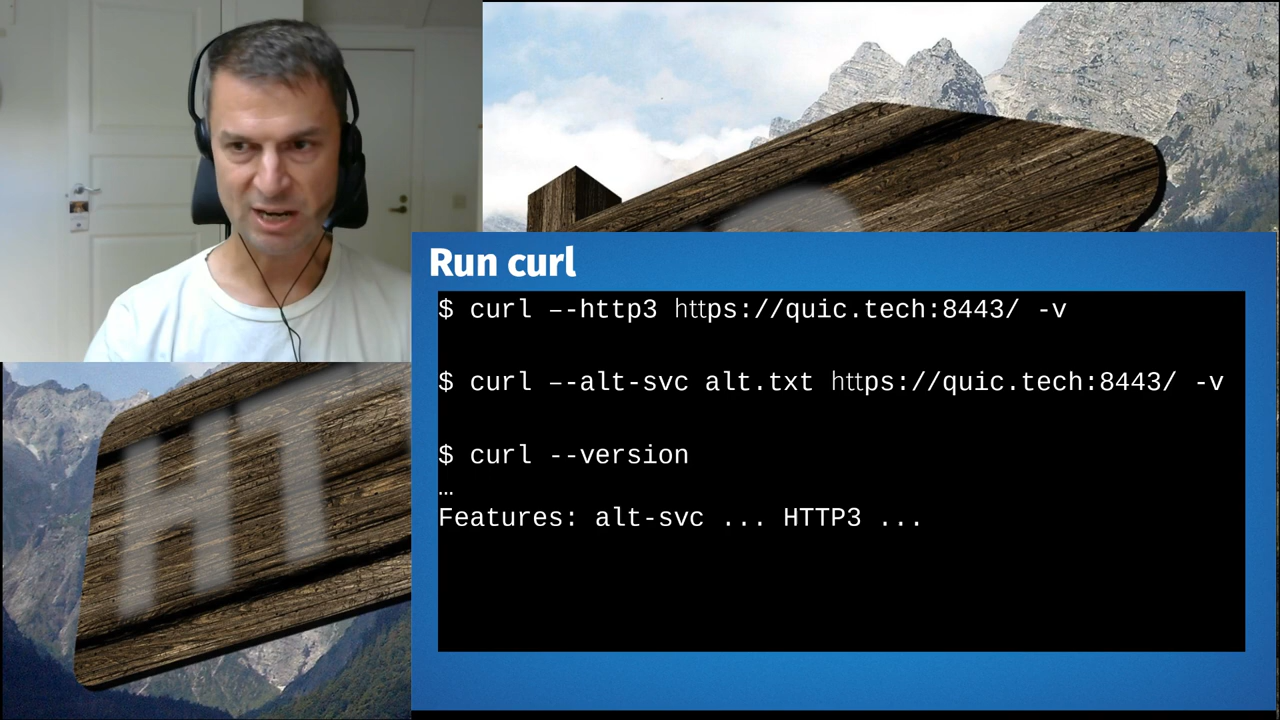 HT
Run curl
$ curl –-http3 https://quic.tech:8443/ -v
$ curl –-alt-svc alt.txt https://quic.tech:8443/ -v
$ curl --version
…
Features: alt-svc ... HTTP3 ...